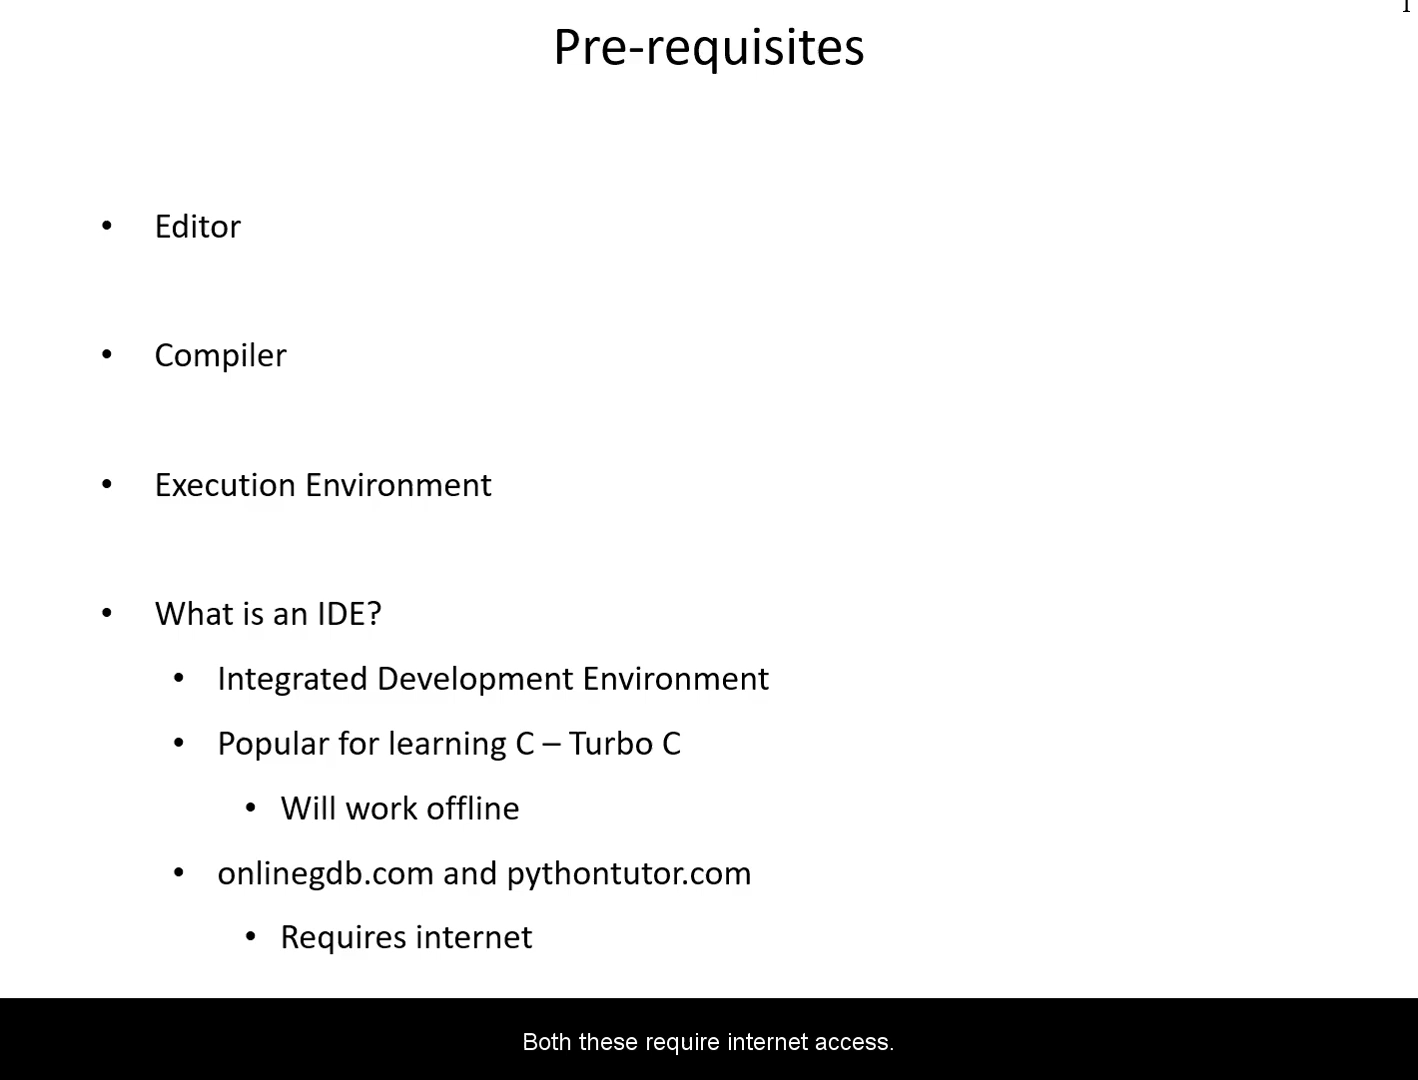 Pre-requisites
• Editor
• Compiler
• Execution Environment
• What is an IDE?
• Integrated Development Environment
• Popular for learning C – Turbo C
• Will work offline
• onlinegdb.com and pythontutor.com
• Requires internet
Both these require internet access.